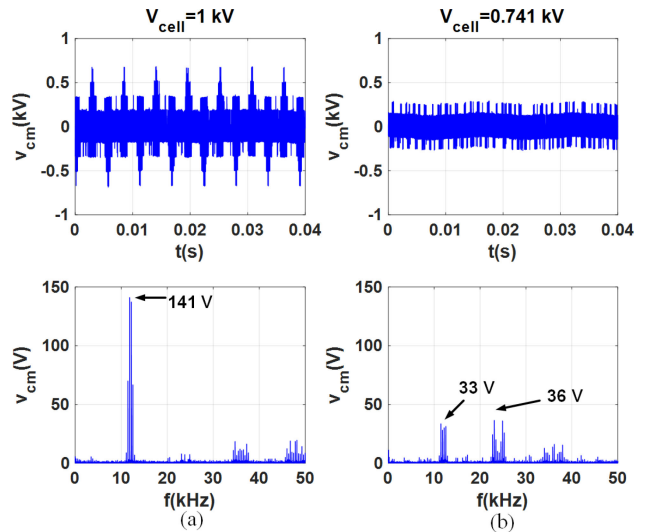 V_cell=1 kV
V_cell=0.741 kV
1
0.5
0
-0.5
-1
v_cm(kV)
0 0.01 0.02 0.03 0.04
t(s)
1
0.5
0
-0.5
-1
v_cm(kV)
0 0.01 0.02 0.03 0.04
t(s)
150
100
50
0
v_cm(V)
141 V
0 10 20 30 40 50
f(kHz)
(a)
150
100
50
0
v_cm(V)
33 V
36 V
0 10 20 30 40 50
f(kHz)
(b)